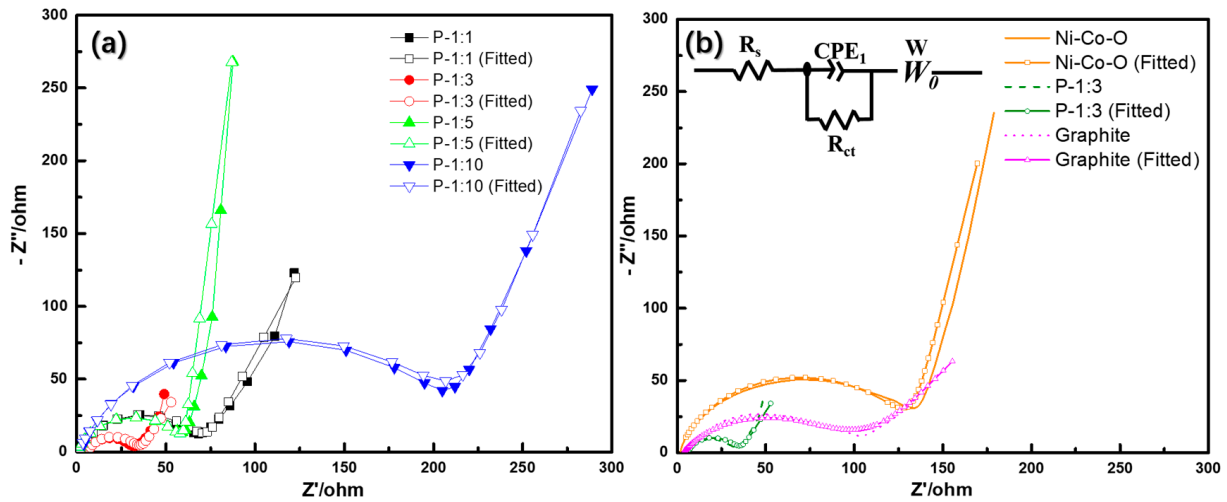 (a)
P-1:1
P-1:1 (Fitted)
P-1:3
P-1:3 (Fitted)
P-1:5
P-1:5 (Fitted)
P-1:10
P-1:10 (Fitted)
300
250
200
150
100
50
0
- Z"/ohm
0 50 100 150 200 250 300
Z'/ohm
(b)
Rs CPE1 W
W0
Rct
Ni-Co-O
Ni-Co-O (Fitted)
P-1:3
P-1:3 (Fitted)
Graphite
Graphite (Fitted)
-300
-250
-200
-150
-100
-50
0
- Z"/ohm
0 50 100 150 200 250 300
Z'/ohm